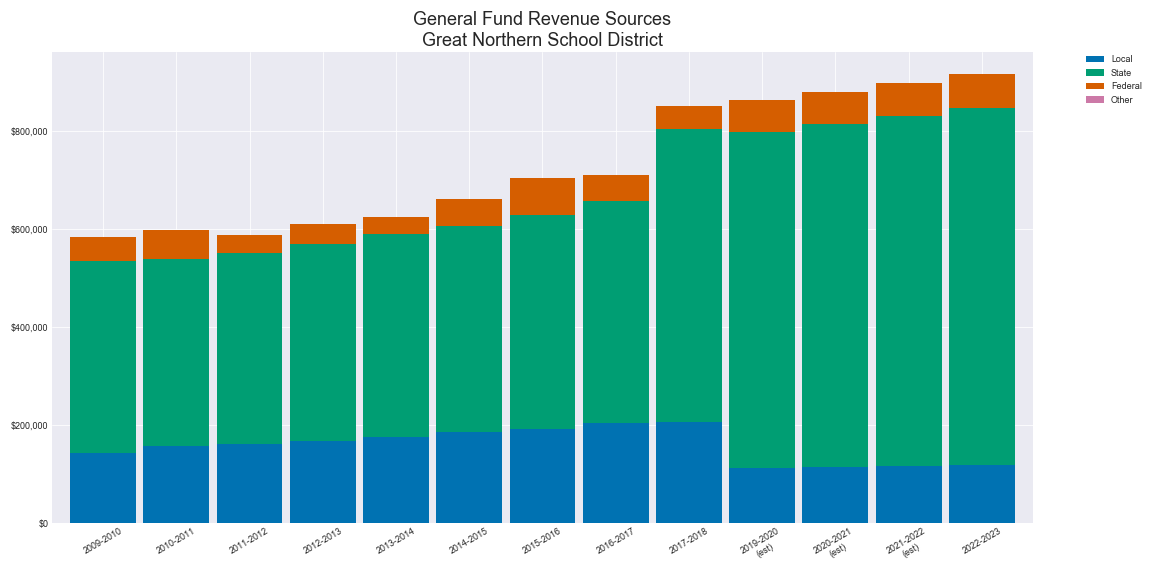 General Fund Revenue Sources
Great Northern School District
Local
State
Federal
Other
$800,000
$600,000
$400,000
$200,000
$0
2009-2010
2010-2011
2011-2012
2012-2013
2013-2014
2014-2015
2015-2016
2016-2017
2017-2018
2019-2020
(est)
2020-2021
(est)
2021-2022
(est)
2022-2023